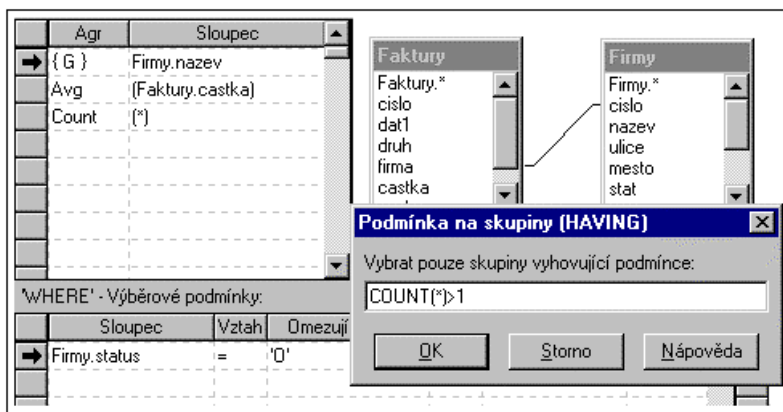 Agr Sloupec
{ G } Firmy.nazev
Avg (Faktury.castka)
Count (*)
Faktury
Faktury.*
cislo
dat1
druh
firma
castka
Firmy
Firmy.*
cislo
nazev
ulice
mesto
stat
Podmínka na skupiny (HAVING)
Vybrat pouze skupiny vyhovující podmínce:
COUNT(*)>1
OK Storno Nápověda
'WHERE' - Výběrové podmínky:
Sloupec Vztah Omezují
Firmy.status = 'O'